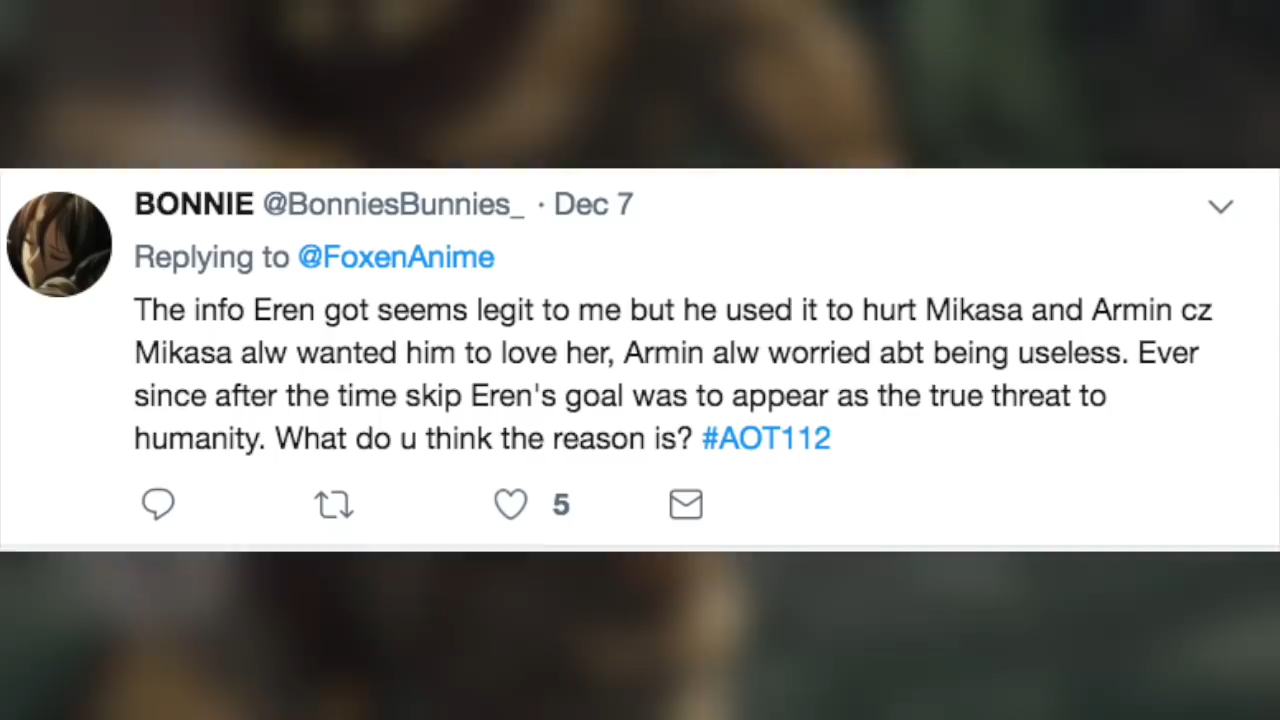 BONNIE @BonniesBunnies_ · Dec 7
Replying to @FoxenAnime
The info Eren got seems legit to me but he used it to hurt Mikasa and Armin cz
Mikasa alw wanted him to love her, Armin alw worried abt being useless. Ever
since after the time skip Eren's goal was to appear as the true threat to
humanity. What do u think the reason is? #AOT112
5